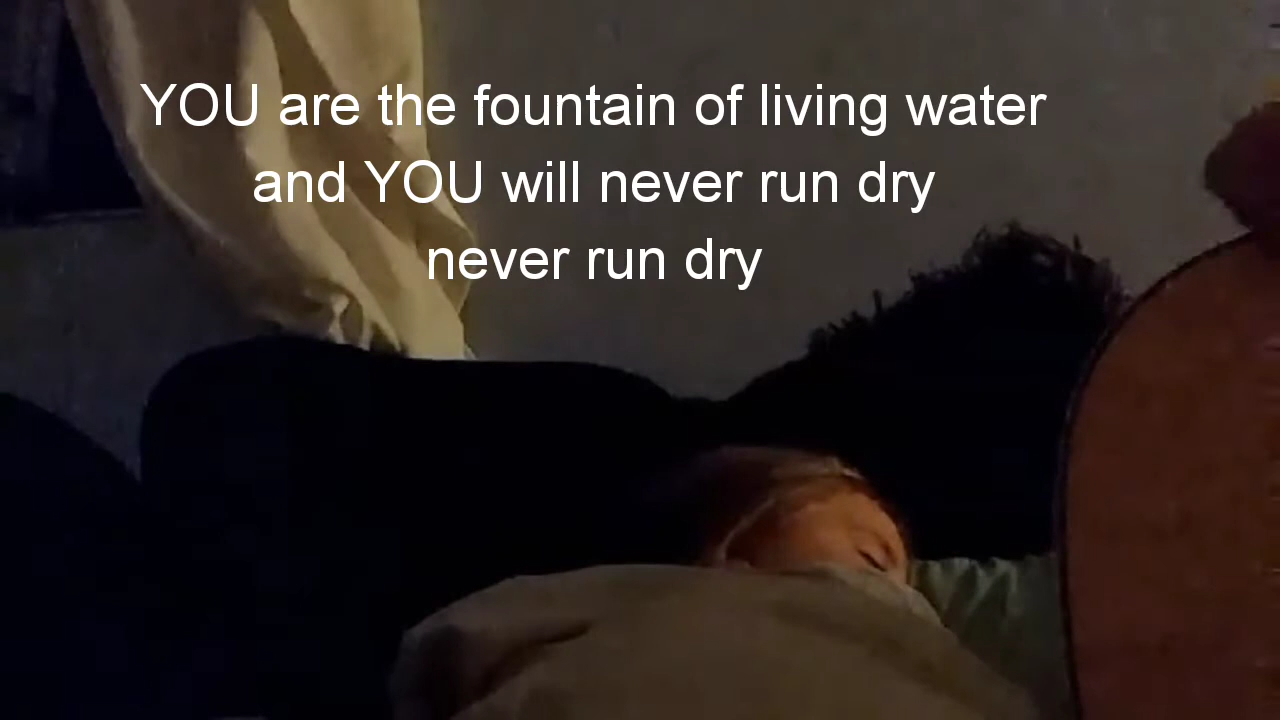 YOU are the fountain of living water
and YOU will never run dry
never run dry